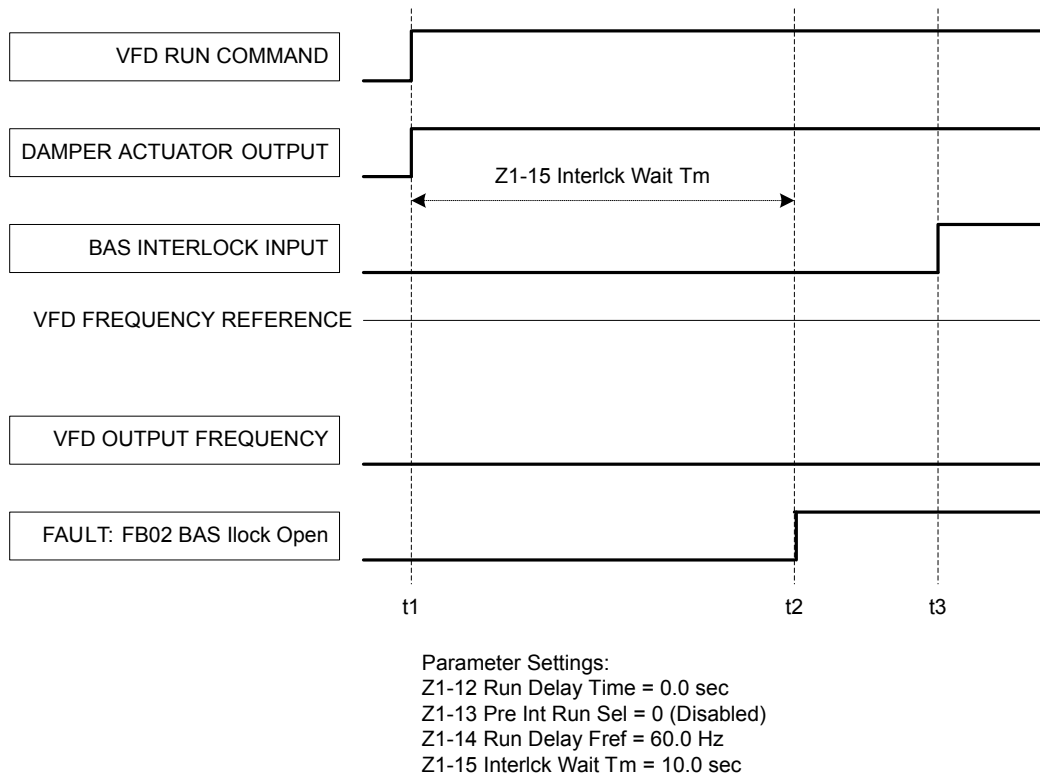 VFD RUN COMMAND
DAMPER ACTUATOR OUTPUT
Z1-15 Interlck Wait Tm
BAS INTERLOCK INPUT
VFD FREQUENCY REFERENCE
VFD OUTPUT FREQUENCY
FAULT: FB02 BAS Ilock Open
t1
t2
t3
Parameter Settings:
Z1-12 Run Delay Time = 0.0 sec
Z1-13 Pre Int Run Sel = 0 (Disabled)
Z1-14 Run Delay Fref = 60.0 Hz
Z1-15 Interlck Wait Tm = 10.0 sec